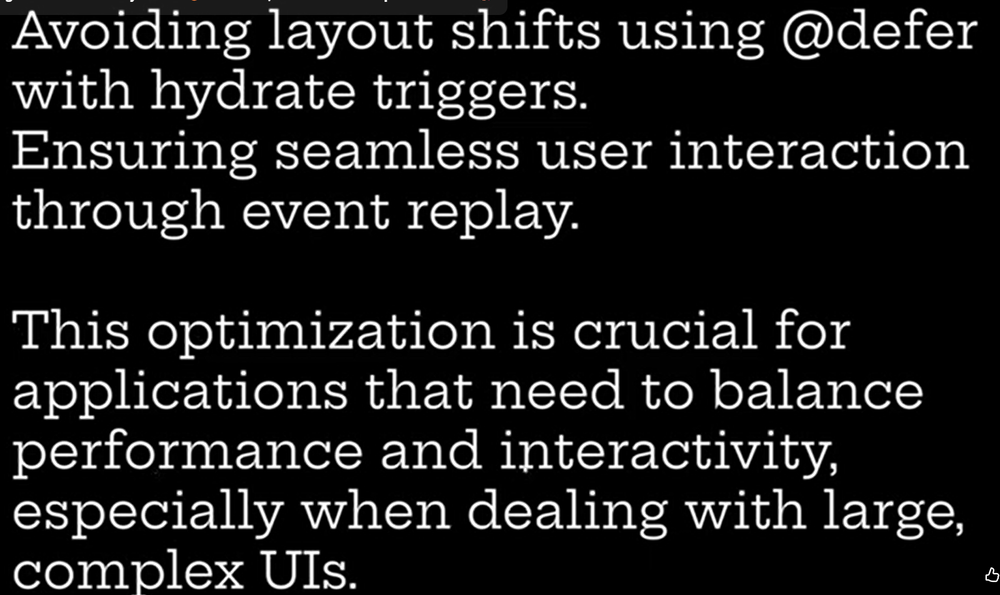 Avoiding layout shifts using @defer
with hydrate triggers.
Ensuring seamless user interaction
through event replay.
This optimization is crucial for
applications that need to balance
performance and interactivity,
especially when dealing with large,
complex UIs.